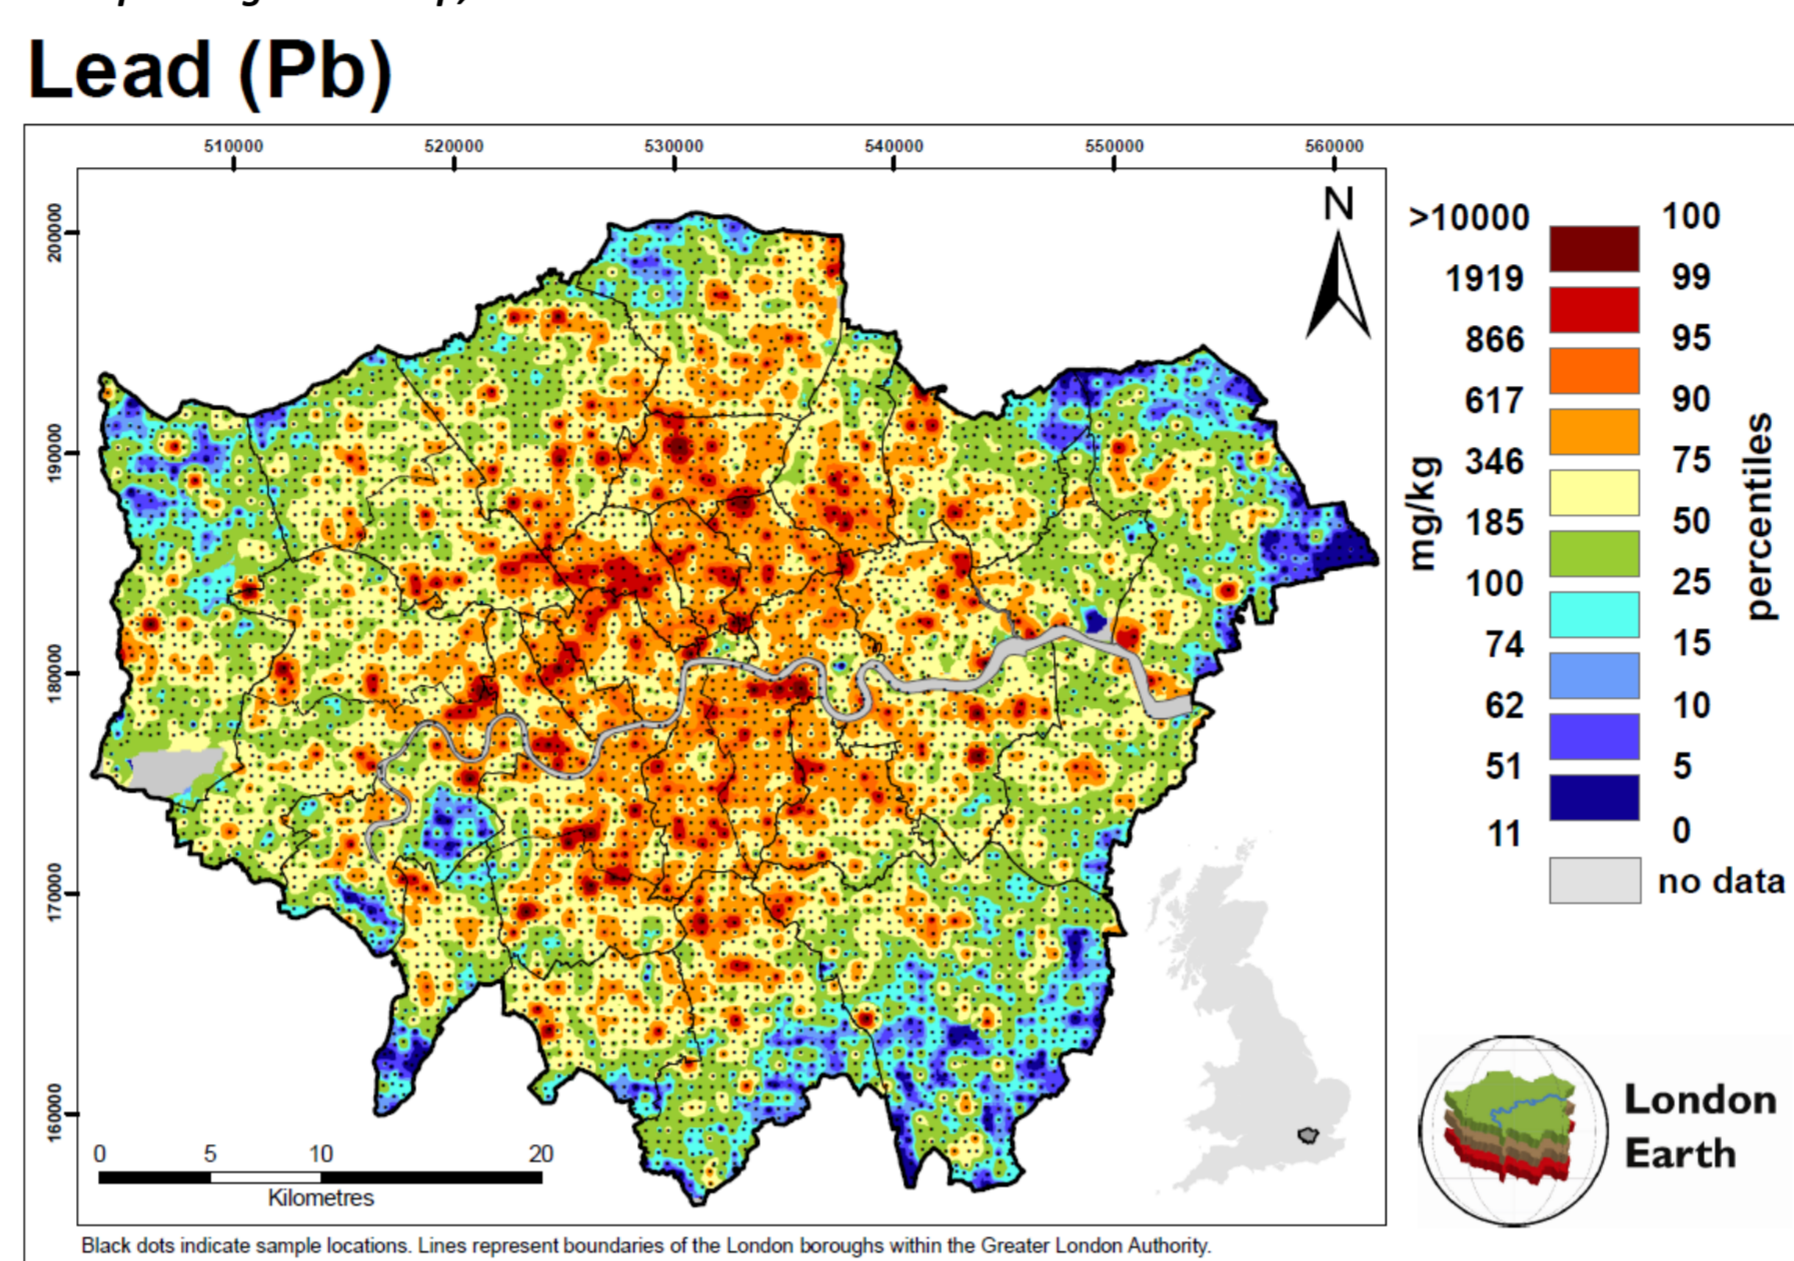 Lead (Pb)
510000 520000 530000 540000 550000 560000
200000
190000
180000
170000
160000
N
>10000 100
1919 99
866 95
617 90
346 75
185 50
100 25
74 15
62 10
51 5
11 0
mg/kg
percentiles
no data
London
Earth
0 5 10 20
Kilometres
Black dots indicate sample locations. Lines represent boundaries of the London boroughs within the Greater London Authority.